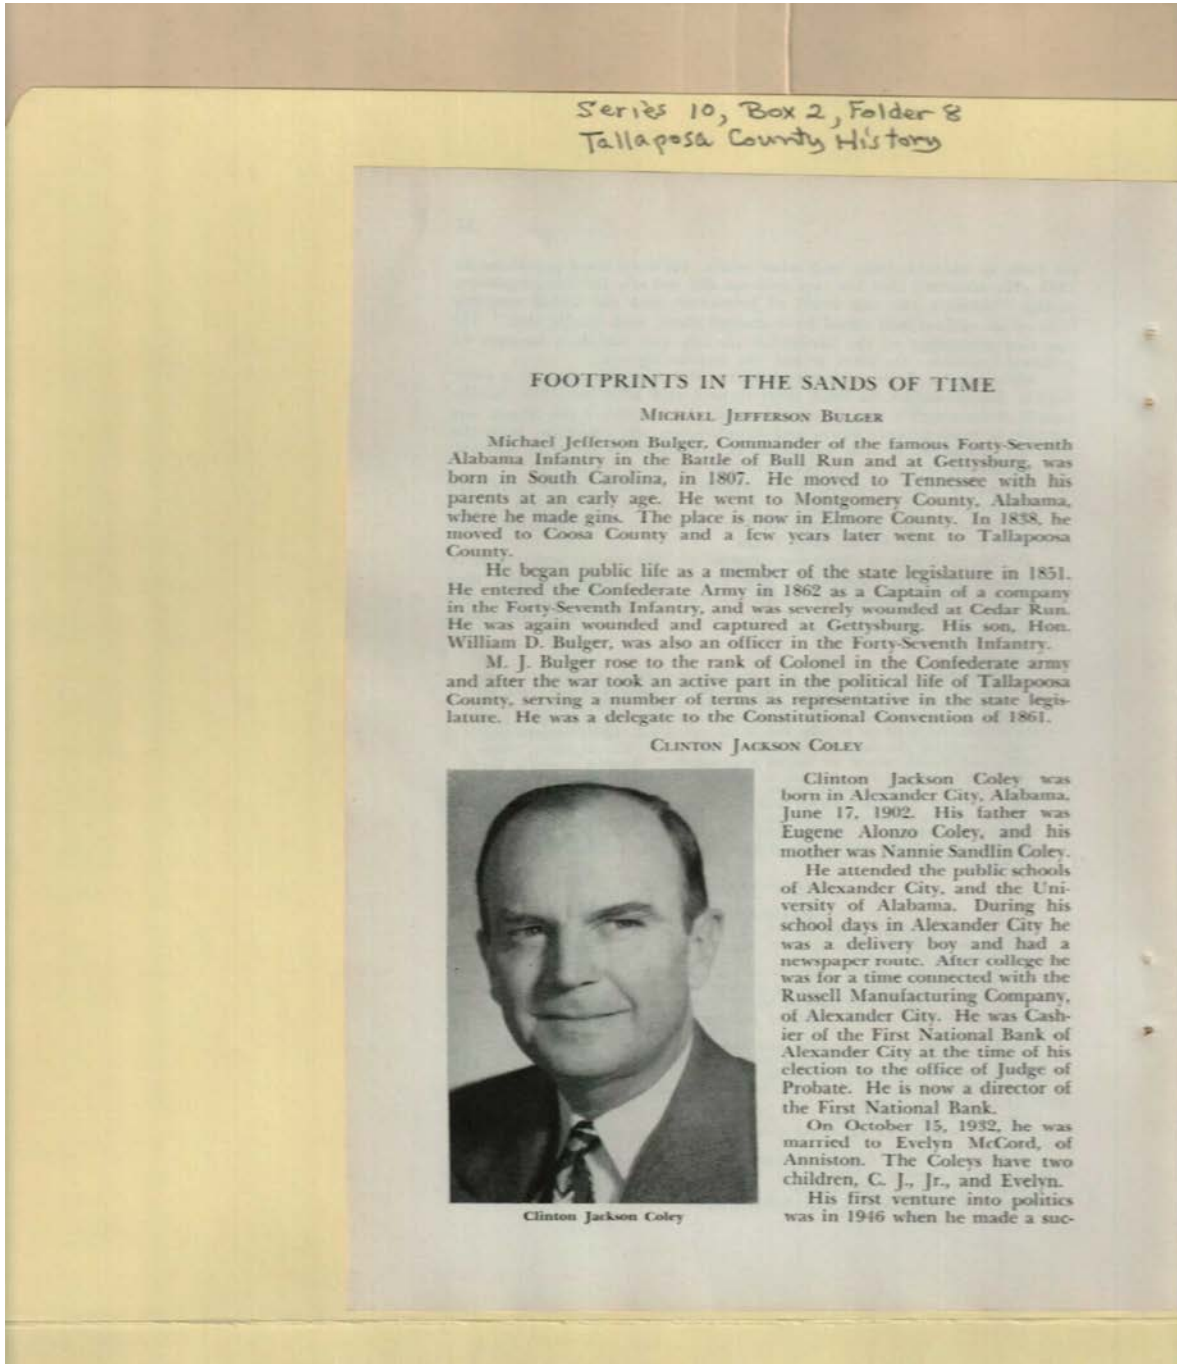 Series 10, Box 2, Folder 8
Tallaposa County History
FOOTPRINTS IN THE SANDS OF TIME
MICHAEL JEFFERSON BULGER
Michael Jefferson Bulger, Commander of the famous Forty-Seventh
Alabama Infantry in the Battle of Bull Run and at Gettysburg, was
born in South Carolina, in 1807. He moved to Tennessee with his
parents at an early age. He went to Montgomery County, Alabama,
where he made gins. The place is now in Elmore County. In 1838, he
moved to Coosa County and a few years later went to Tallapoosa
County.
He began public life as a member of the state legislature in 1851.
He entered the Confederate Army in 1862 as a Captain of a company
in the Forty-Seventh Infantry, and was severely wounded at Cedar Run.
He was again wounded and captured at Gettysburg. His son, Hon.
William D. Bulger, was also an officer in the Forty-Seventh Infantry.
M. J. Bulger rose to the rank of Colonel in the Confederate army
and after the war took an active part in the political life of Tallapoosa
County, serving a number of terms as representative in the state legis-
lature. He was a delegate to the Constitutional Convention of 1861.
CLINTON JACKSON COLEY
Clinton Jackson Coley was
born in Alexander City, Alabama,
June 17, 1902. His father was
Eugene Alonzo Coley, and his
mother was Nannie Sandlin Coley.
He attended the public schools
of Alexander City, and the Uni-
versity of Alabama. During his
school days in Alexander City he
was a delivery boy and had a
newspaper route. After college he
was for a time connected with the
Russell Manufacturing Company,
of Alexander City. He was Cash-
ier of the First National Bank of
Alexander City at the time of his
election to the office of Judge of
Probate. He is now a director of
the First National Bank.
On October 15, 1932, he was
married to Evelyn McCord, of
Anniston. The Coleys have two
children, C. J., Jr., and Evelyn.
His first venture into politics
was in 1946 when he made a suc-
Clinton Jackson Coley